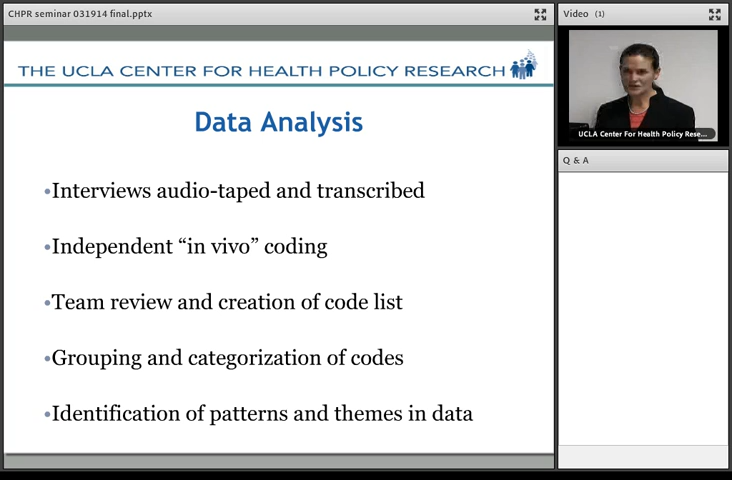 CHPR seminar 031914 final.pptx
Video (1)
THE UCLA CENTER FOR HEALTH POLICY RESEARCH
Data Analysis
•Interviews audio-taped and transcribed
•Independent “in vivo” coding
•Team review and creation of code list
•Grouping and categorization of codes
•Identification of patterns and themes in data
UCLA Center For Health Policy Rese...
Q & A